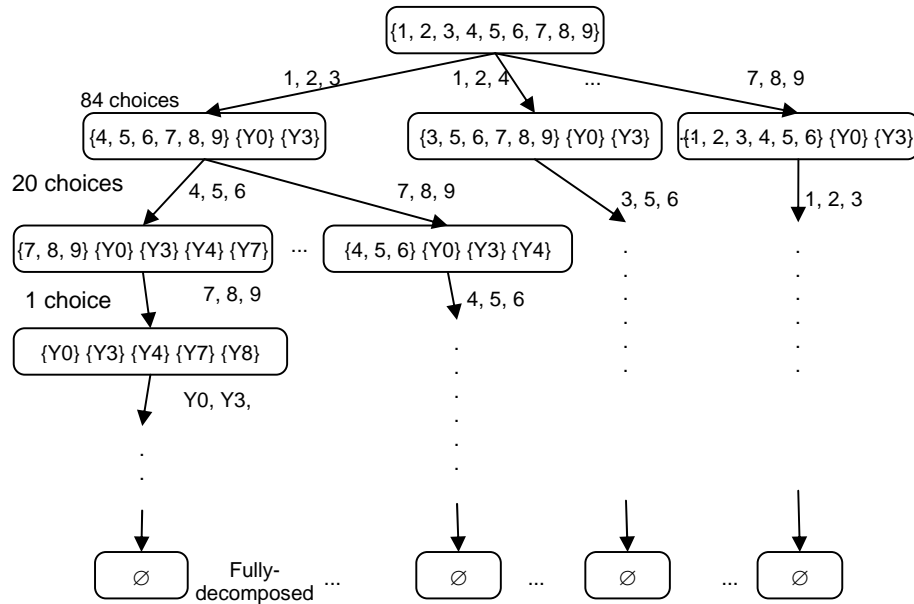 {1, 2, 3, 4, 5, 6, 7, 8, 9}
1, 2, 3
1, 2, 4
...
7, 8, 9
84 choices
{4, 5, 6, 7, 8, 9} {Y0} {Y3}
{3, 5, 6, 7, 8, 9} {Y0} {Y3}
{1, 2, 3, 4, 5, 6} {Y0} {Y3}
20 choices
4, 5, 6
7, 8, 9
3, 5, 6
1, 2, 3
{7, 8, 9} {Y0} {Y3} {Y4} {Y7}
...
{4, 5, 6} {Y0} {Y3} {Y4}
1 choice
7, 8, 9
4, 5, 6
{Y0} {Y3} {Y4} {Y7} {Y8}
Y0, Y3,
∅
Fully-
decomposed
...
∅
...
∅
...
∅